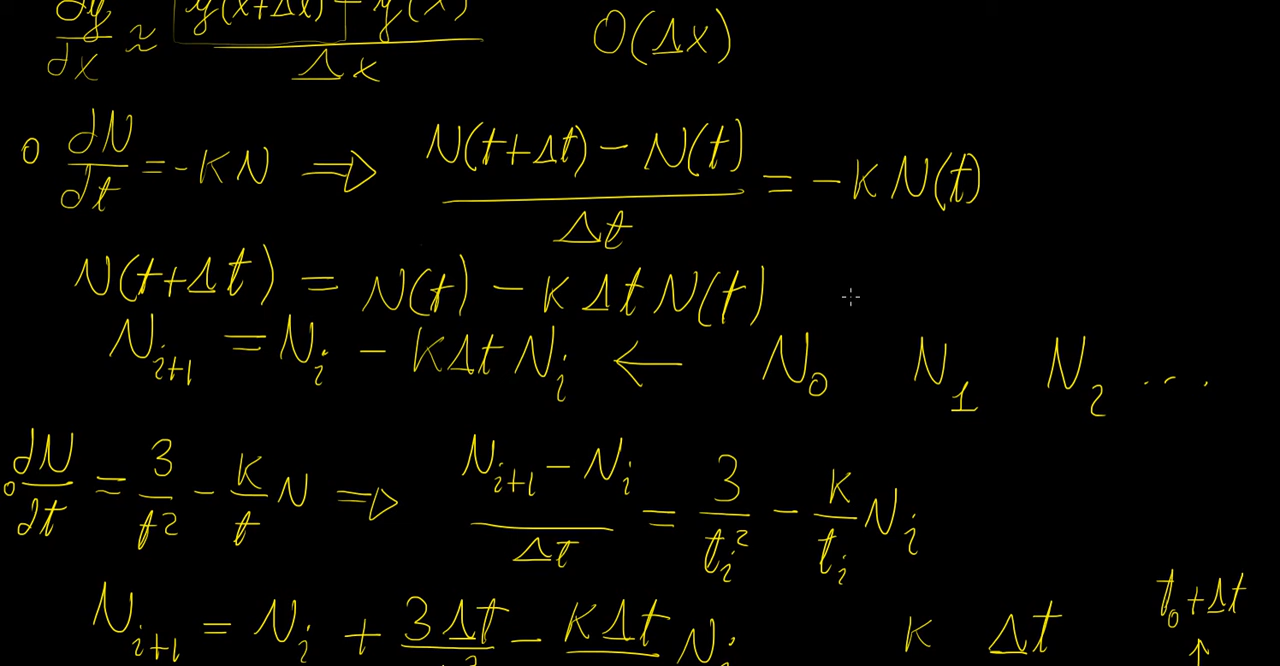 dy/dx ≈ (y(x+Δx) - y(x))/Δx   O(Δx)
o dN/dt = -KN ⇒ (N(t+Δt) - N(t))/Δt = -KN(t)
N(t+Δt) = N(t) - KΔtN(t)
N_{i+1} = N_i - KΔtN_i ← N_0 N_1 N_2 ...
o dN/dt = 3/t² - K/t N ⇒ (N_{i+1} - N_i)/Δt = 3/t_i² - K/t_i N_i
N_{i+1} = N_i + 3Δt/t_i² - KΔt/ N_i   K Δt   t_0+Δt ↑